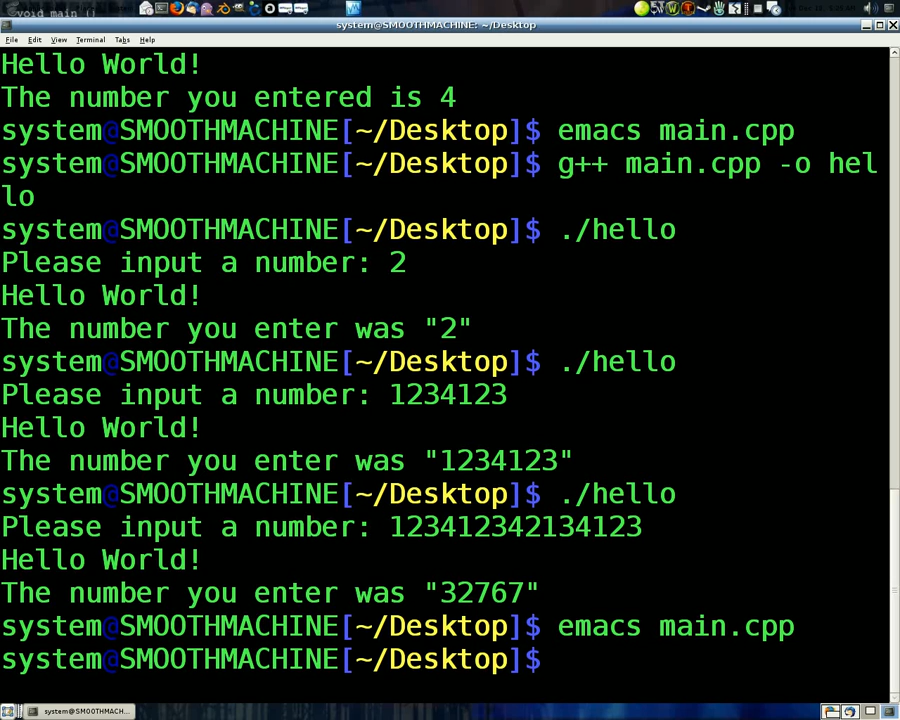 void main ()
system@SMOOTHMACHINE: ~/Desktop
File Edit View Terminal Tabs Help
Hello World!
The number you entered is 4
system@SMOOTHMACHINE[~/Desktop]$ emacs main.cpp
system@SMOOTHMACHINE[~/Desktop]$ g++ main.cpp -o hel
lo
system@SMOOTHMACHINE[~/Desktop]$ ./hello
Please input a number: 2
Hello World!
The number you enter was "2"
system@SMOOTHMACHINE[~/Desktop]$ ./hello
Please input a number: 1234123
Hello World!
The number you enter was "1234123"
system@SMOOTHMACHINE[~/Desktop]$ ./hello
Please input a number: 123412342134123
Hello World!
The number you enter was "32767"
system@SMOOTHMACHINE[~/Desktop]$ emacs main.cpp
system@SMOOTHMACHINE[~/Desktop]$
system@SMOOTHMACH...